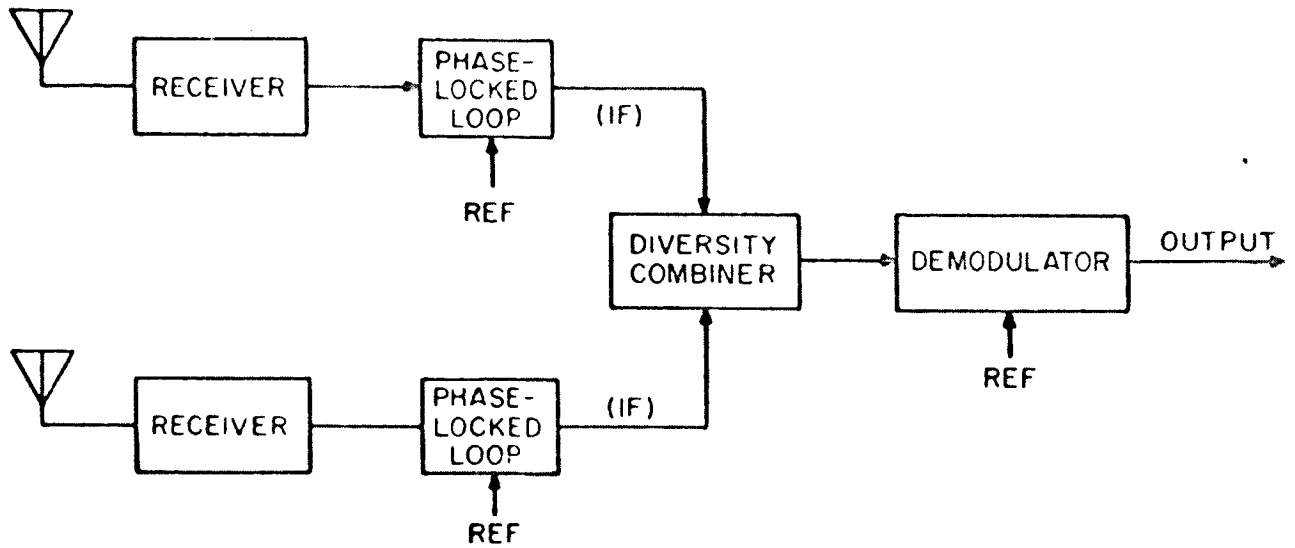 RECEIVER
PHASE-
LOCKED
LOOP
(IF)
REF
DIVERSITY
COMBINER
DEMODULATOR
OUTPUT
REF
RECEIVER
PHASE-
LOCKED
LOOP
(IF)
REF